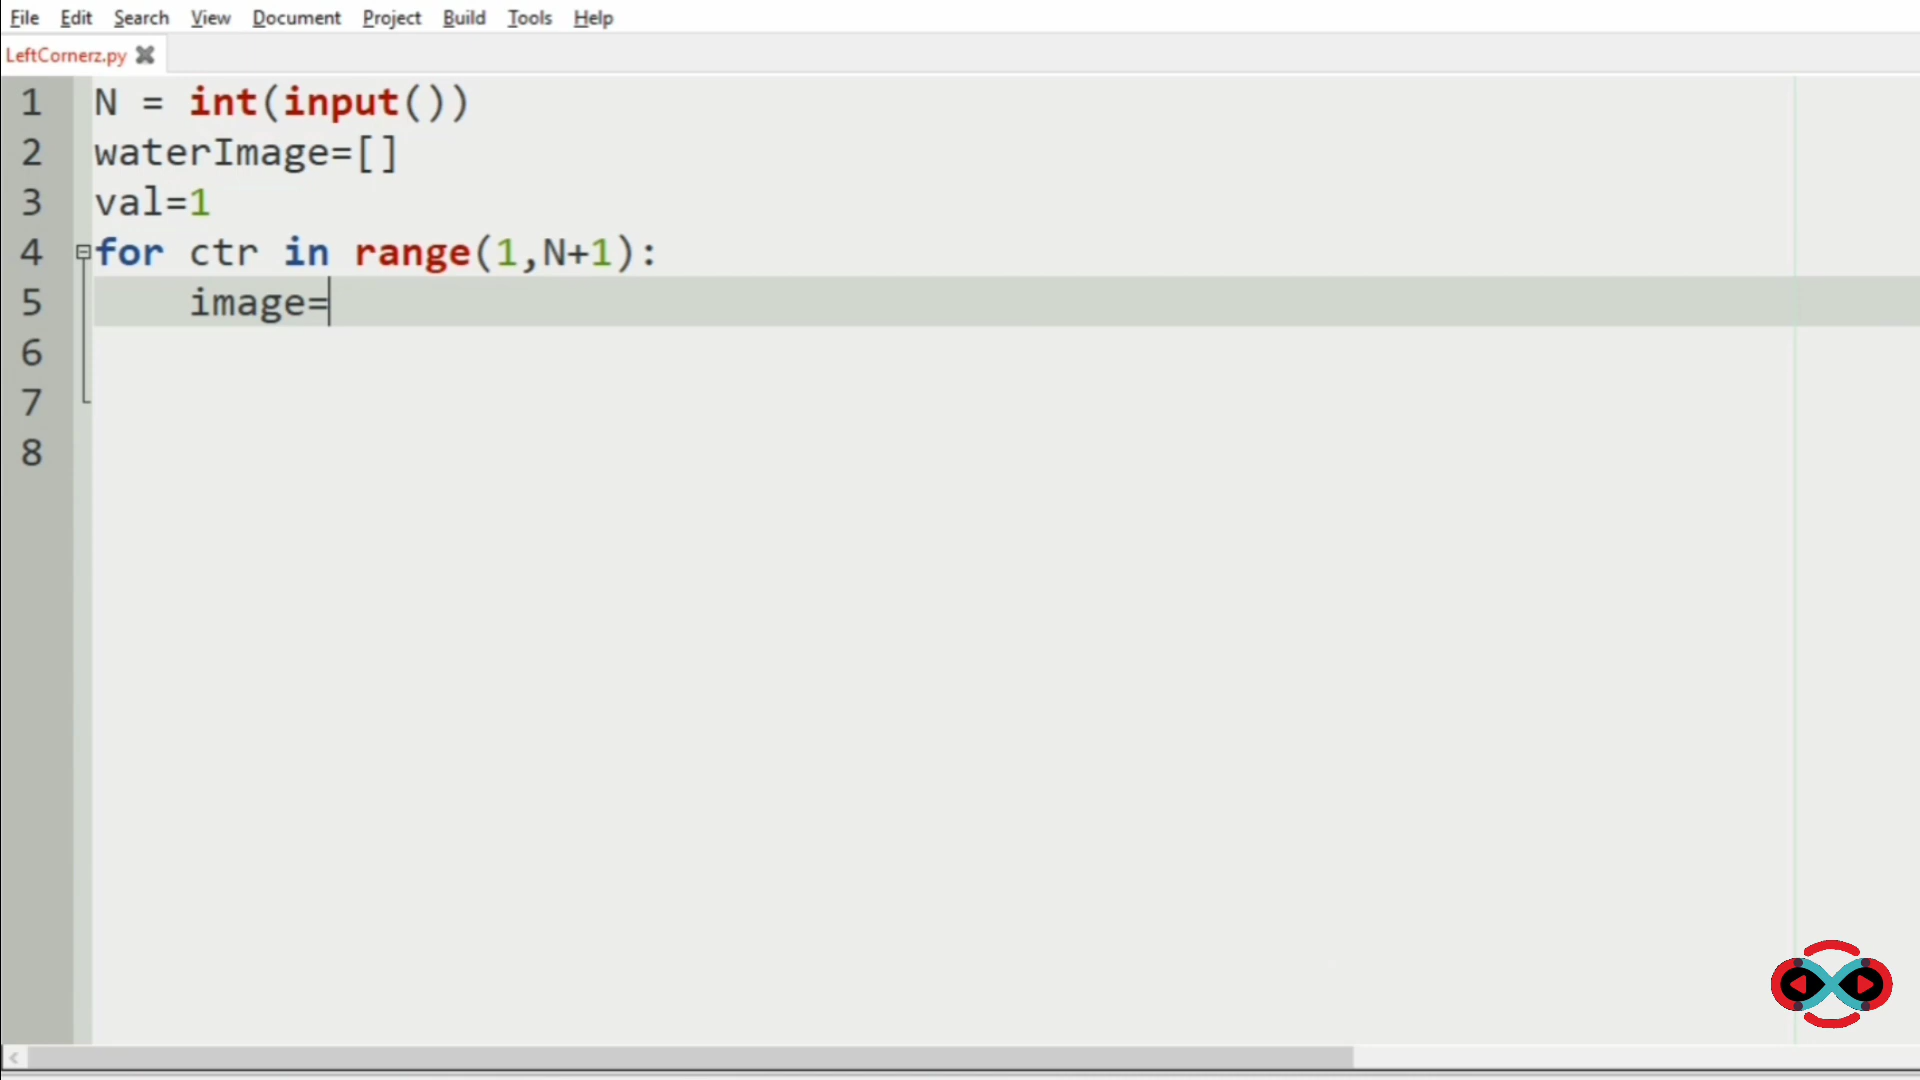 File Edit Search View Document Project Build Tools Help
LeftCornerz.py
1 N = int(input())
2 waterImage=[]
3 val=1
4 for ctr in range(1,N+1):
5     image=
6
7
8